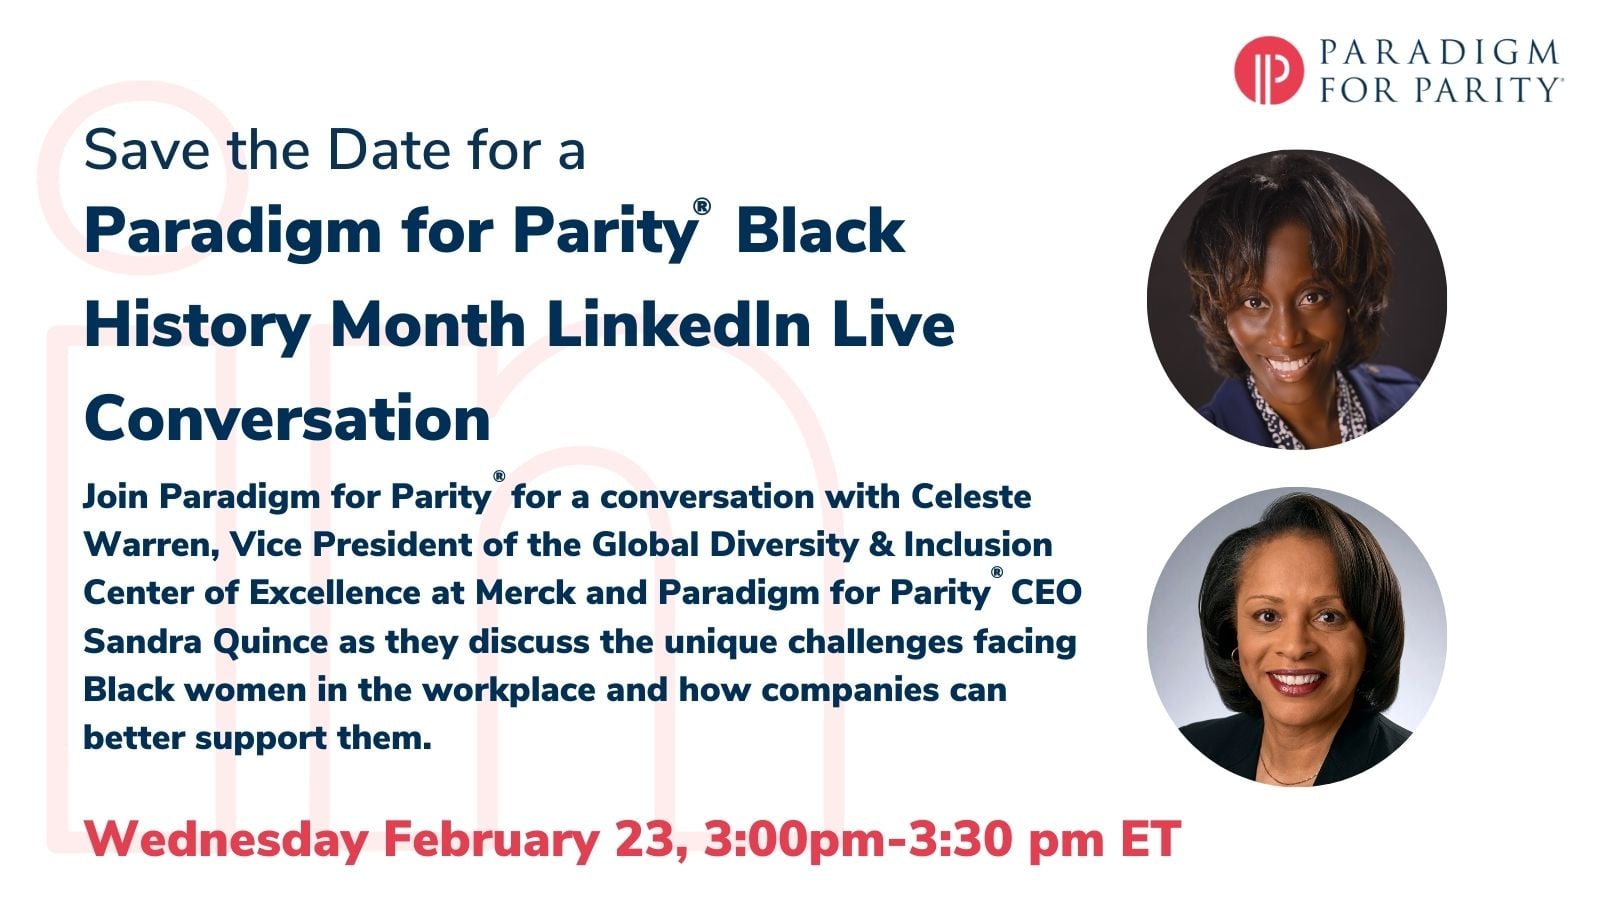 PARADIGM
FOR PARITY®
Save the Date for a
Paradigm for Parity® Black
History Month LinkedIn Live
Conversation
Join Paradigm for Parity® for a conversation with Celeste
Warren, Vice President of the Global Diversity & Inclusion
Center of Excellence at Merck and Paradigm for Parity® CEO
Sandra Quince as they discuss the unique challenges facing
Black women in the workplace and how companies can
better support them.
Wednesday February 23, 3:00pm-3:30 pm ET